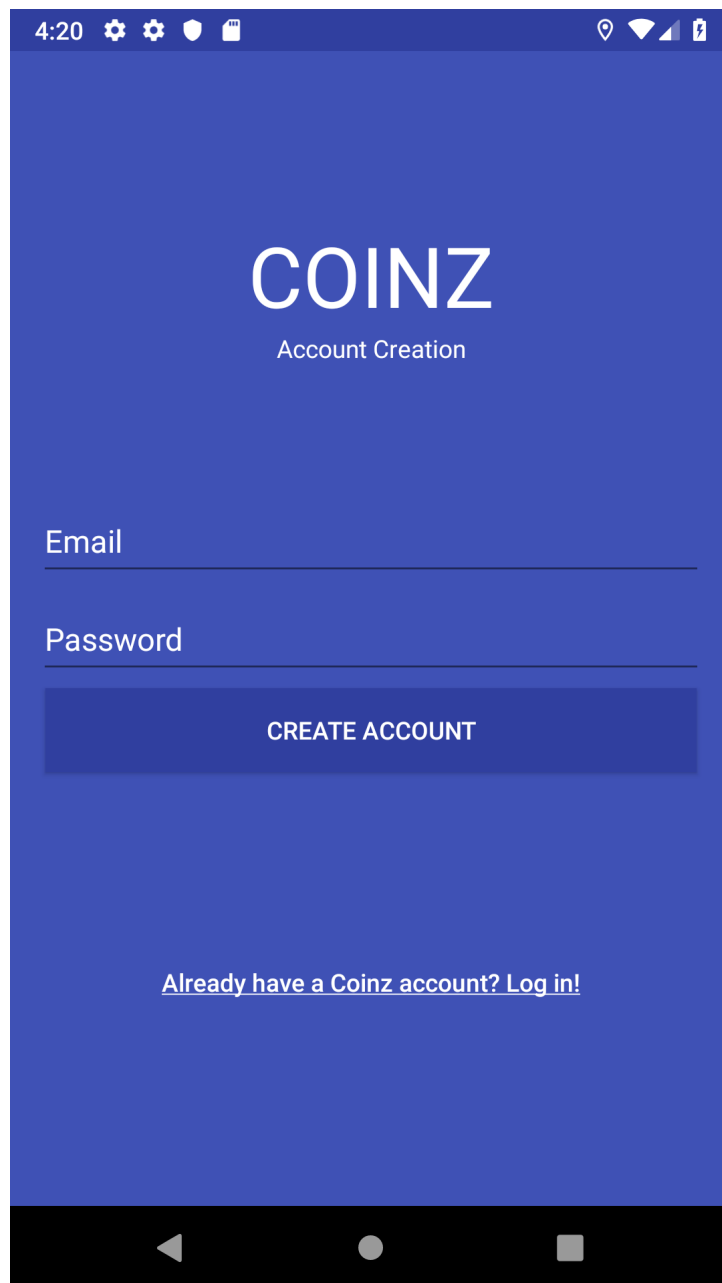 4:20
COINZ
Account Creation
Email
Password
CREATE ACCOUNT
Already have a Coinz account? Log in!